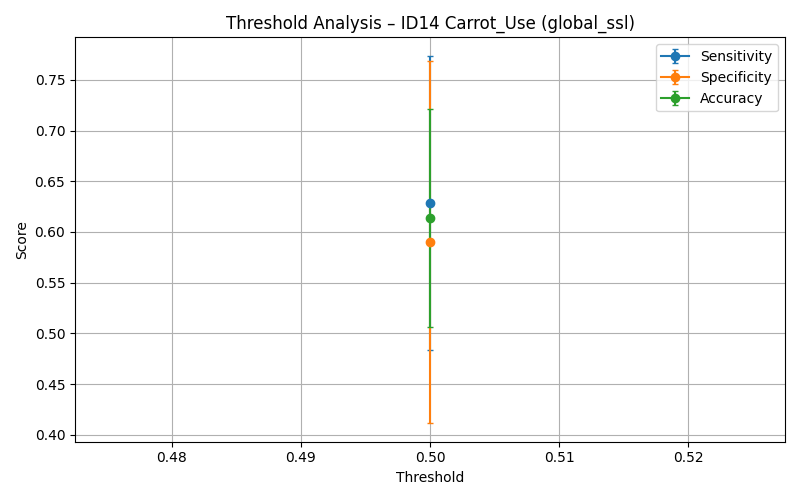 Threshold Analysis – ID14 Carrot_Use (global_ssl)
Sensitivity
Specificity
Accuracy
Score
0.75
0.70
0.65
0.60
0.55
0.50
0.45
0.40
0.48 0.49 0.50 0.51 0.52
Threshold